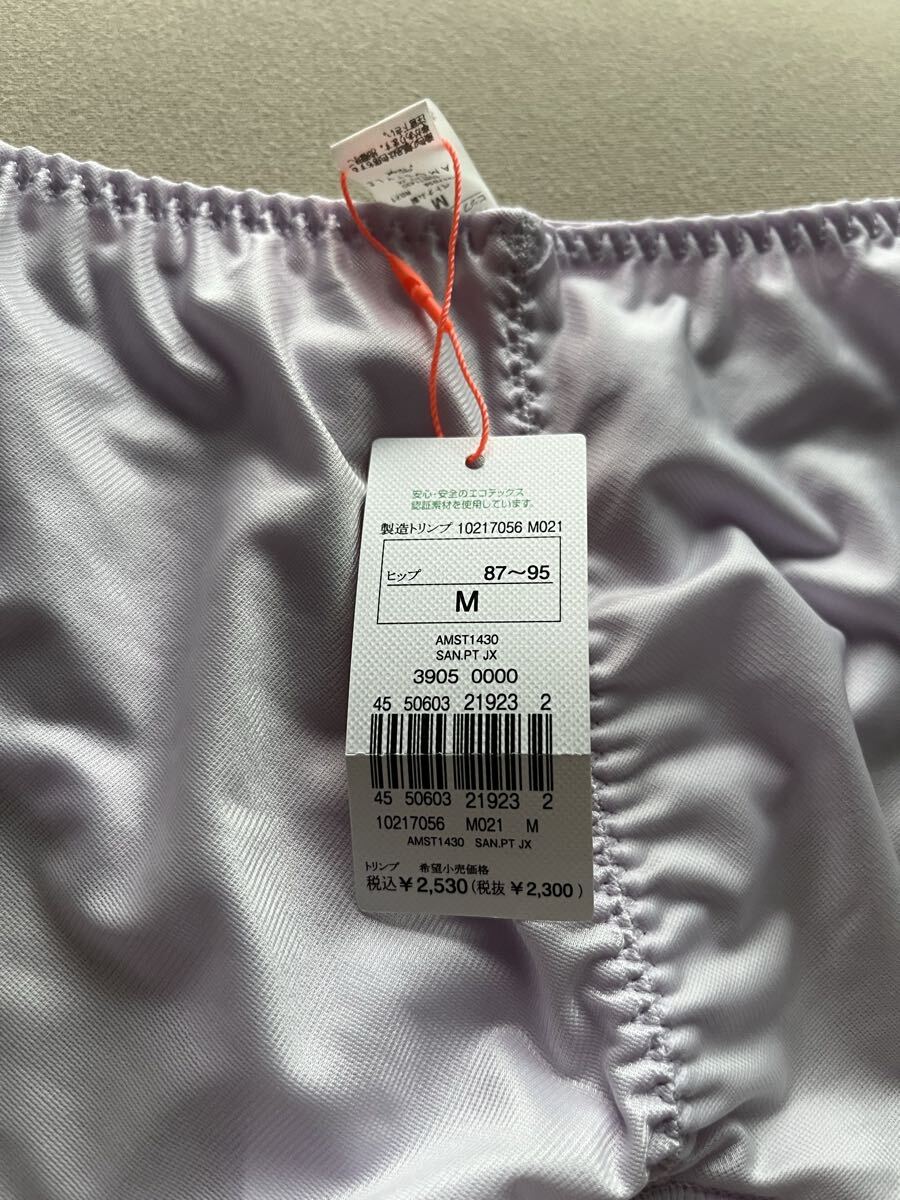 M
安心・安全のエコテックス
認証素材を使用しています。
製造トリンプ 10217056 M021
ヒップ 87～95
M
AMST1430
SAN.PT JX
3905 0000
45 50603 21923 2
45 50603 21923 2
10217056 M021 M
AMST1430 SAN.PT JX
トリンプ 希望小売価格
税込¥2,530(税抜 ¥2,300)